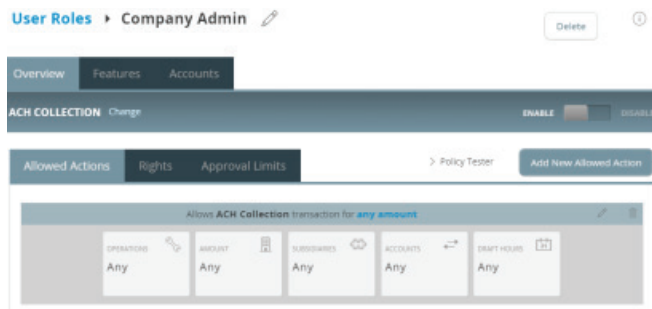 User Roles ▸ Company Admin
Delete
Overview Features Accounts
ACH COLLECTION Change ENABLE DISABLE
Allowed Actions Rights Approval Limits > Policy Tester Add New Allowed Action
Allows ACH Collection transaction for any amount
OPERATIONS AMOUNT SUBSIDIARIES ACCOUNTS DRAFT HOURS
Any Any Any Any Any